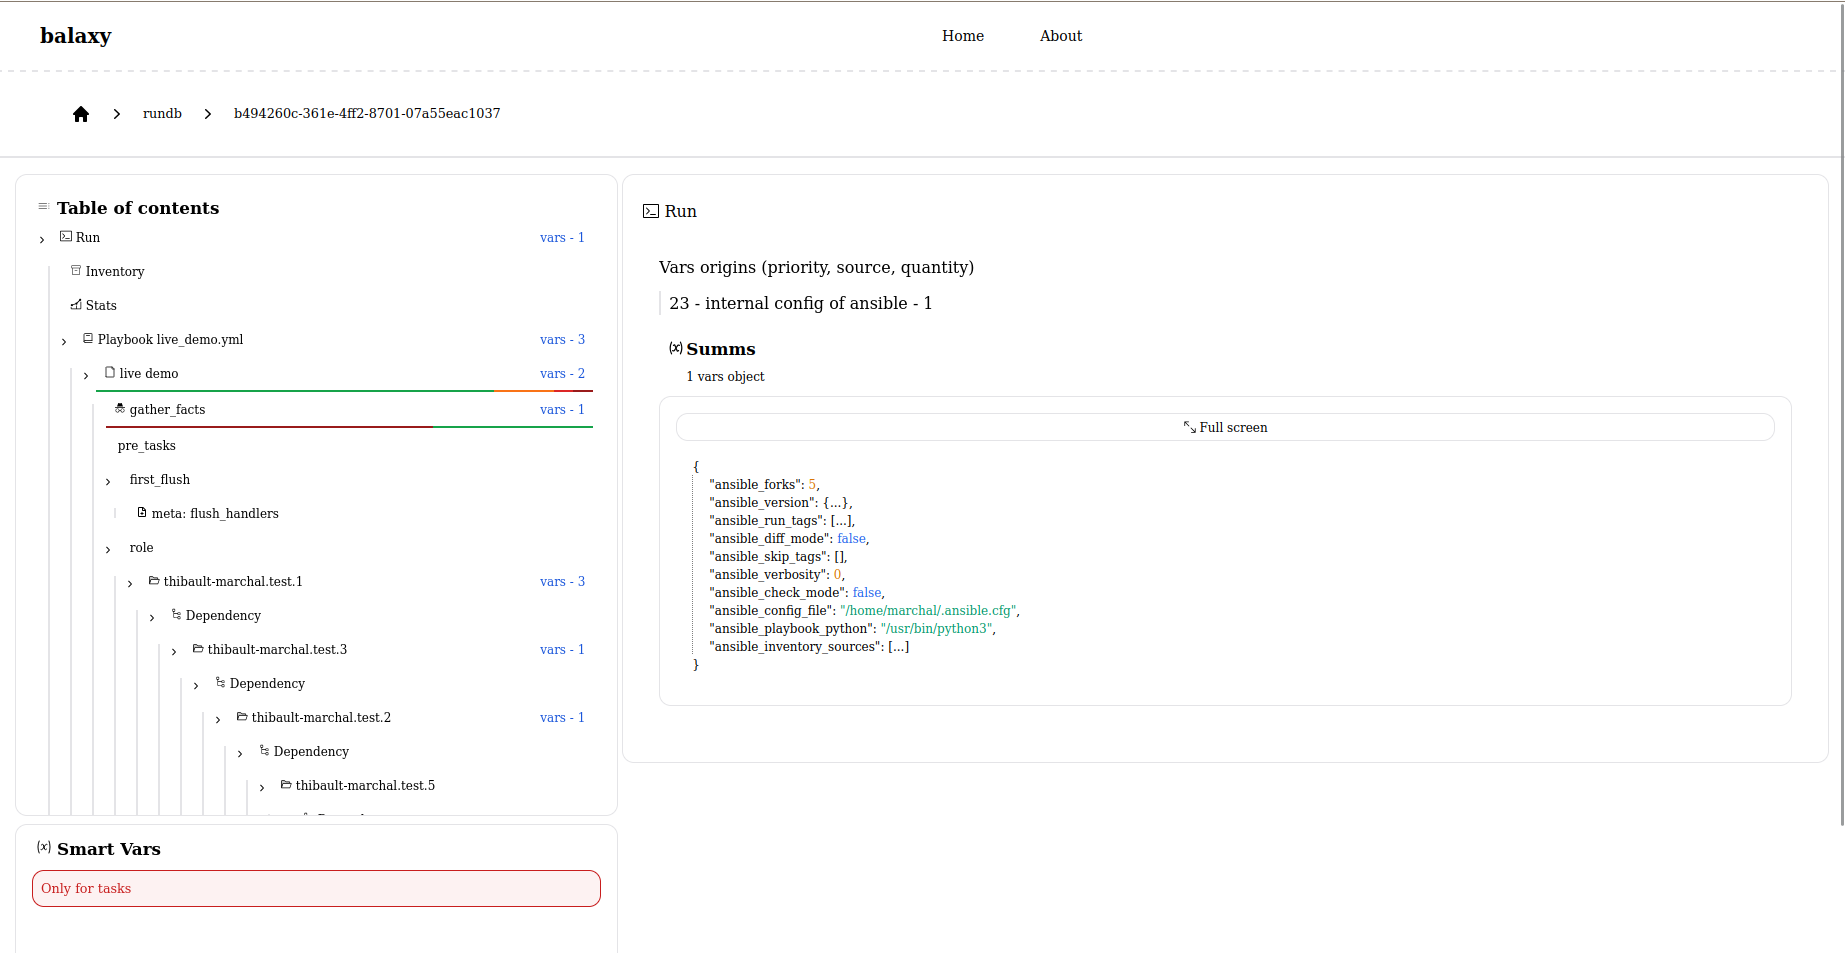 balaxy
Home About
rundb b494260c-361e-4ff2-8701-07a55eac1037
Table of contents
Run vars - 1
Inventory
Stats
Playbook live_demo.yml vars - 3
live demo vars - 2
gather_facts vars - 1
pre_tasks
first_flush
meta: flush_handlers
role
thibault-marchal.test.1 vars - 3
Dependency
thibault-marchal.test.3 vars - 1
Dependency
thibault-marchal.test.2 vars - 1
Dependency
thibault-marchal.test.5
(x) Smart Vars
Only for tasks
Run
Vars origins (priority, source, quantity)
23 - internal config of ansible - 1
(x) Summs
1 vars object
Full screen
{
"ansible_forks": 5,
"ansible_version": {...},
"ansible_run_tags": [...],
"ansible_diff_mode": false,
"ansible_skip_tags": [],
"ansible_verbosity": 0,
"ansible_check_mode": false,
"ansible_config_file": "/home/marchal/.ansible.cfg",
"ansible_playbook_python": "/usr/bin/python3",
"ansible_inventory_sources": [...]
}